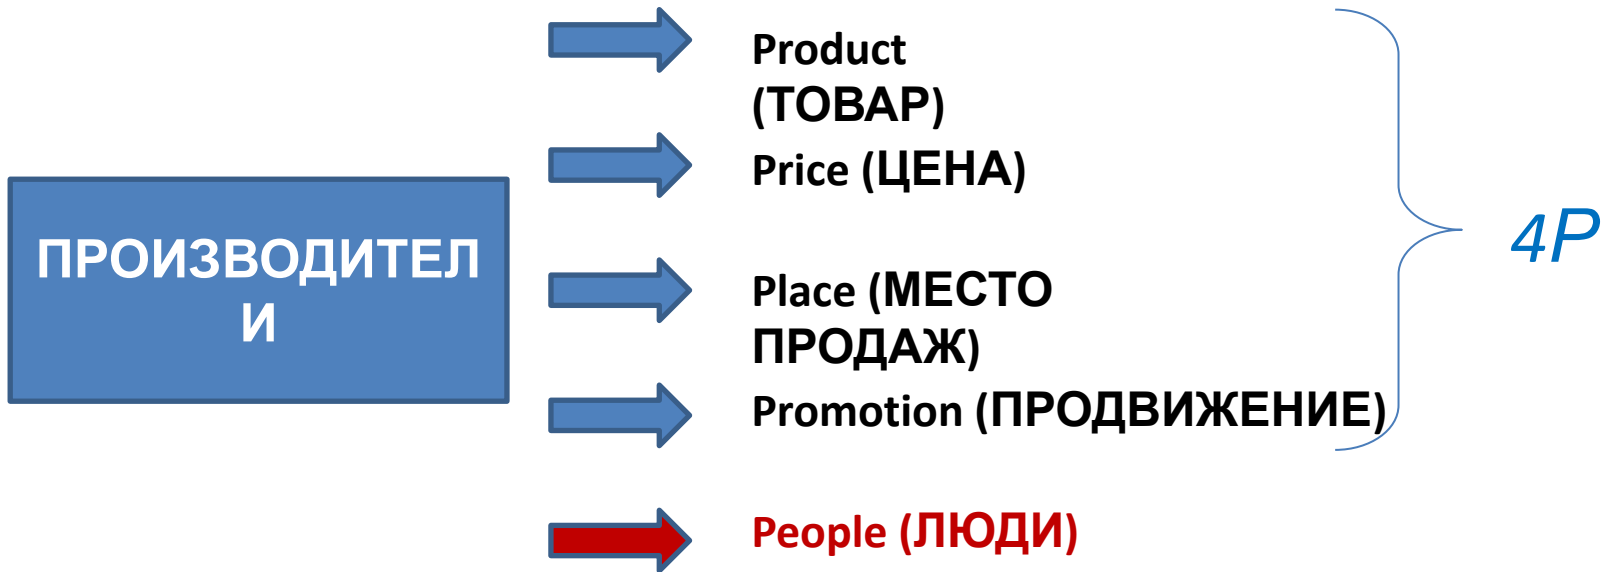 Product
(ТОВАР)
Price (ЦЕНА)
ПРОИЗВОДИТЕЛ
И
Place (МЕСТО
ПРОДАЖ)
Promotion (ПРОДВИЖЕНИЕ)
4P
People (ЛЮДИ)